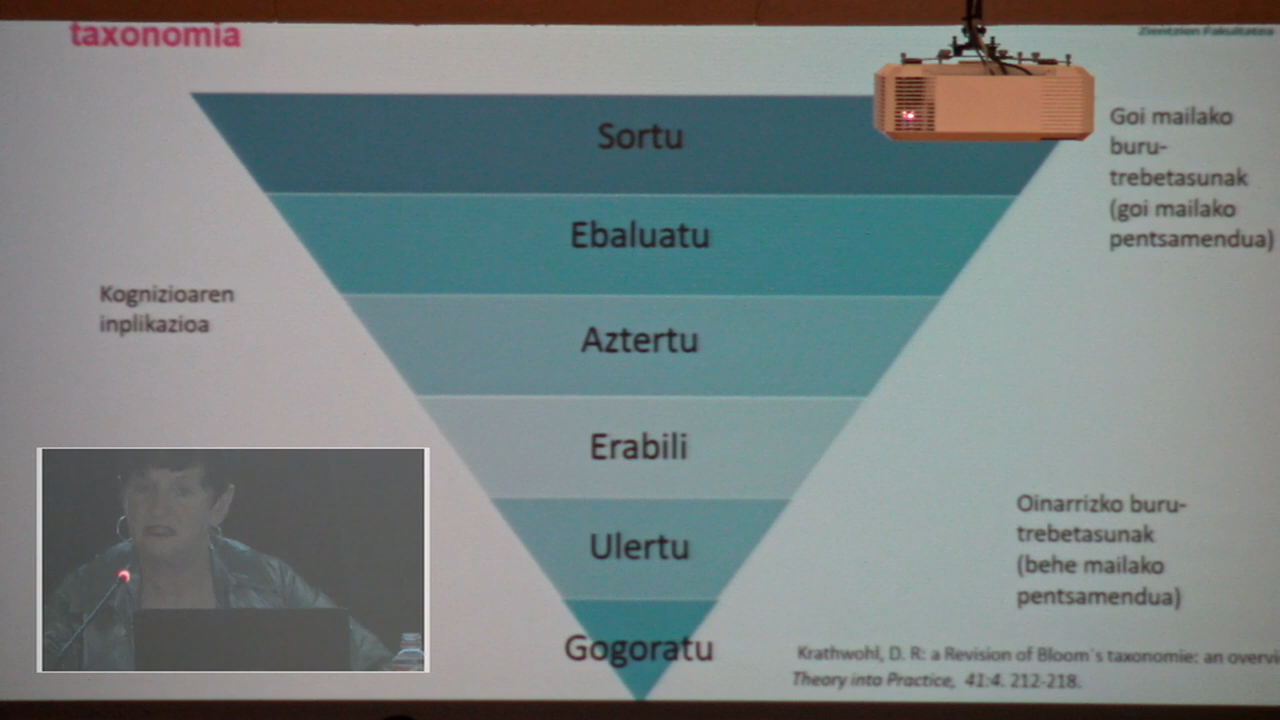 taxonomia
Zientzien Fakultatea
Sortu
Goi mailako
buru-
trebetasunak
(goi mailako
pentsamendua)
Ebaluatu
Kognizioaren
inplikazioa
Aztertu
Erabili
Oinarrizko buru-
trebetasunak
(behe mailako
pentsamendua)
Ulertu
Gogoratu
Krathwohl, D. R: a Revision of Bloom´s taxonomie: an overvi
Theory into Practice, 41:4. 212-218.